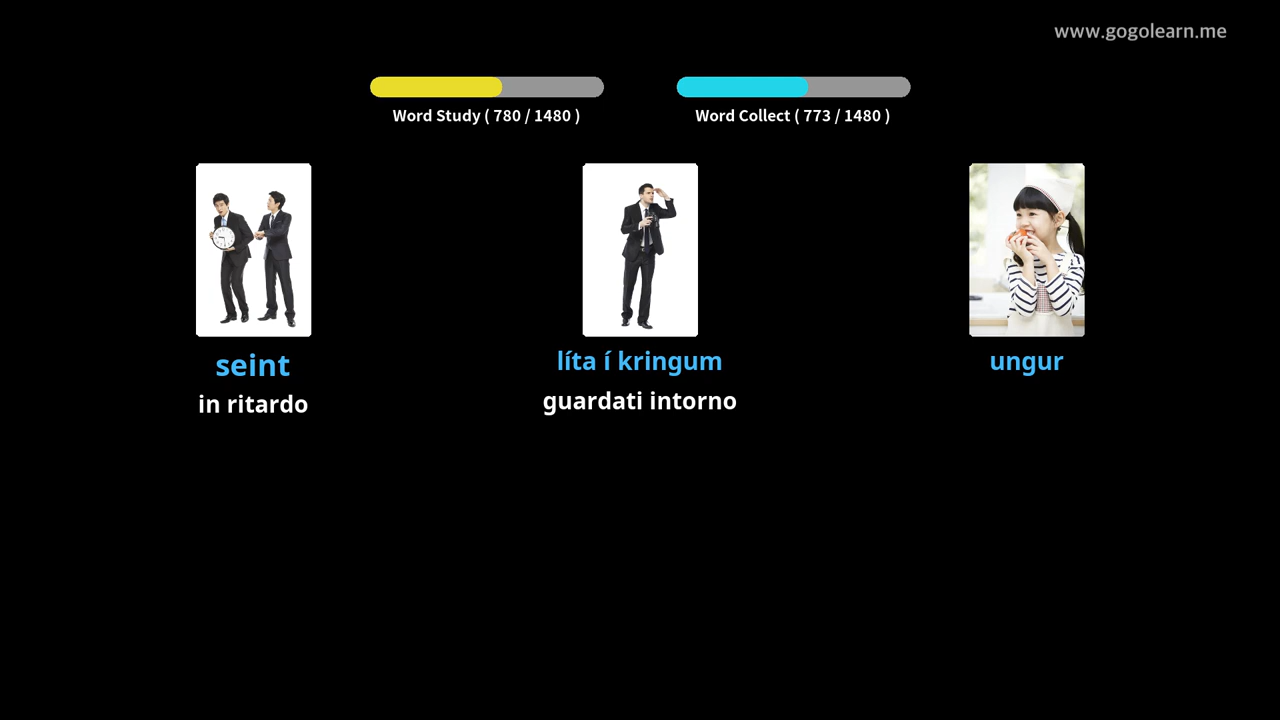 www.gogolearn.me
Word Study ( 780 / 1480 )
Word Collect ( 773 / 1480 )
seint
in ritardo
líta í kringum
guardati intorno
ungur